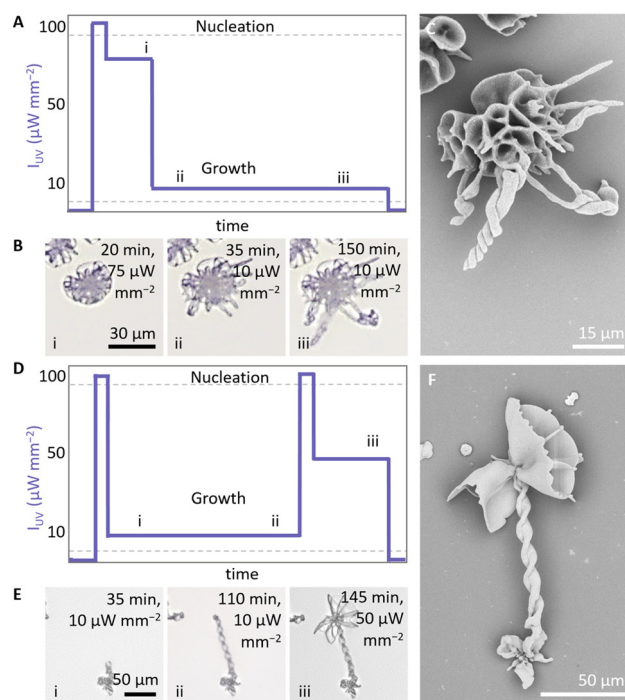 A
100
50
10
I_UV (µW mm⁻²)
Nucleation
i
Growth
ii
iii
time
15 µm
B
20 min,
75 µW
mm⁻²
30 µm
i
35 min,
10 µW
mm⁻²
ii
150 min,
10 µW
mm⁻²
iii
D
100
50
10
I_UV (µW mm⁻²)
Nucleation
iii
Growth
i
ii
time
F
50 µm
E
35 min,
10 µW mm⁻²
50 µm
i
110 min,
10 µW
mm⁻²
ii
145 min,
50 µW
mm⁻²
iii